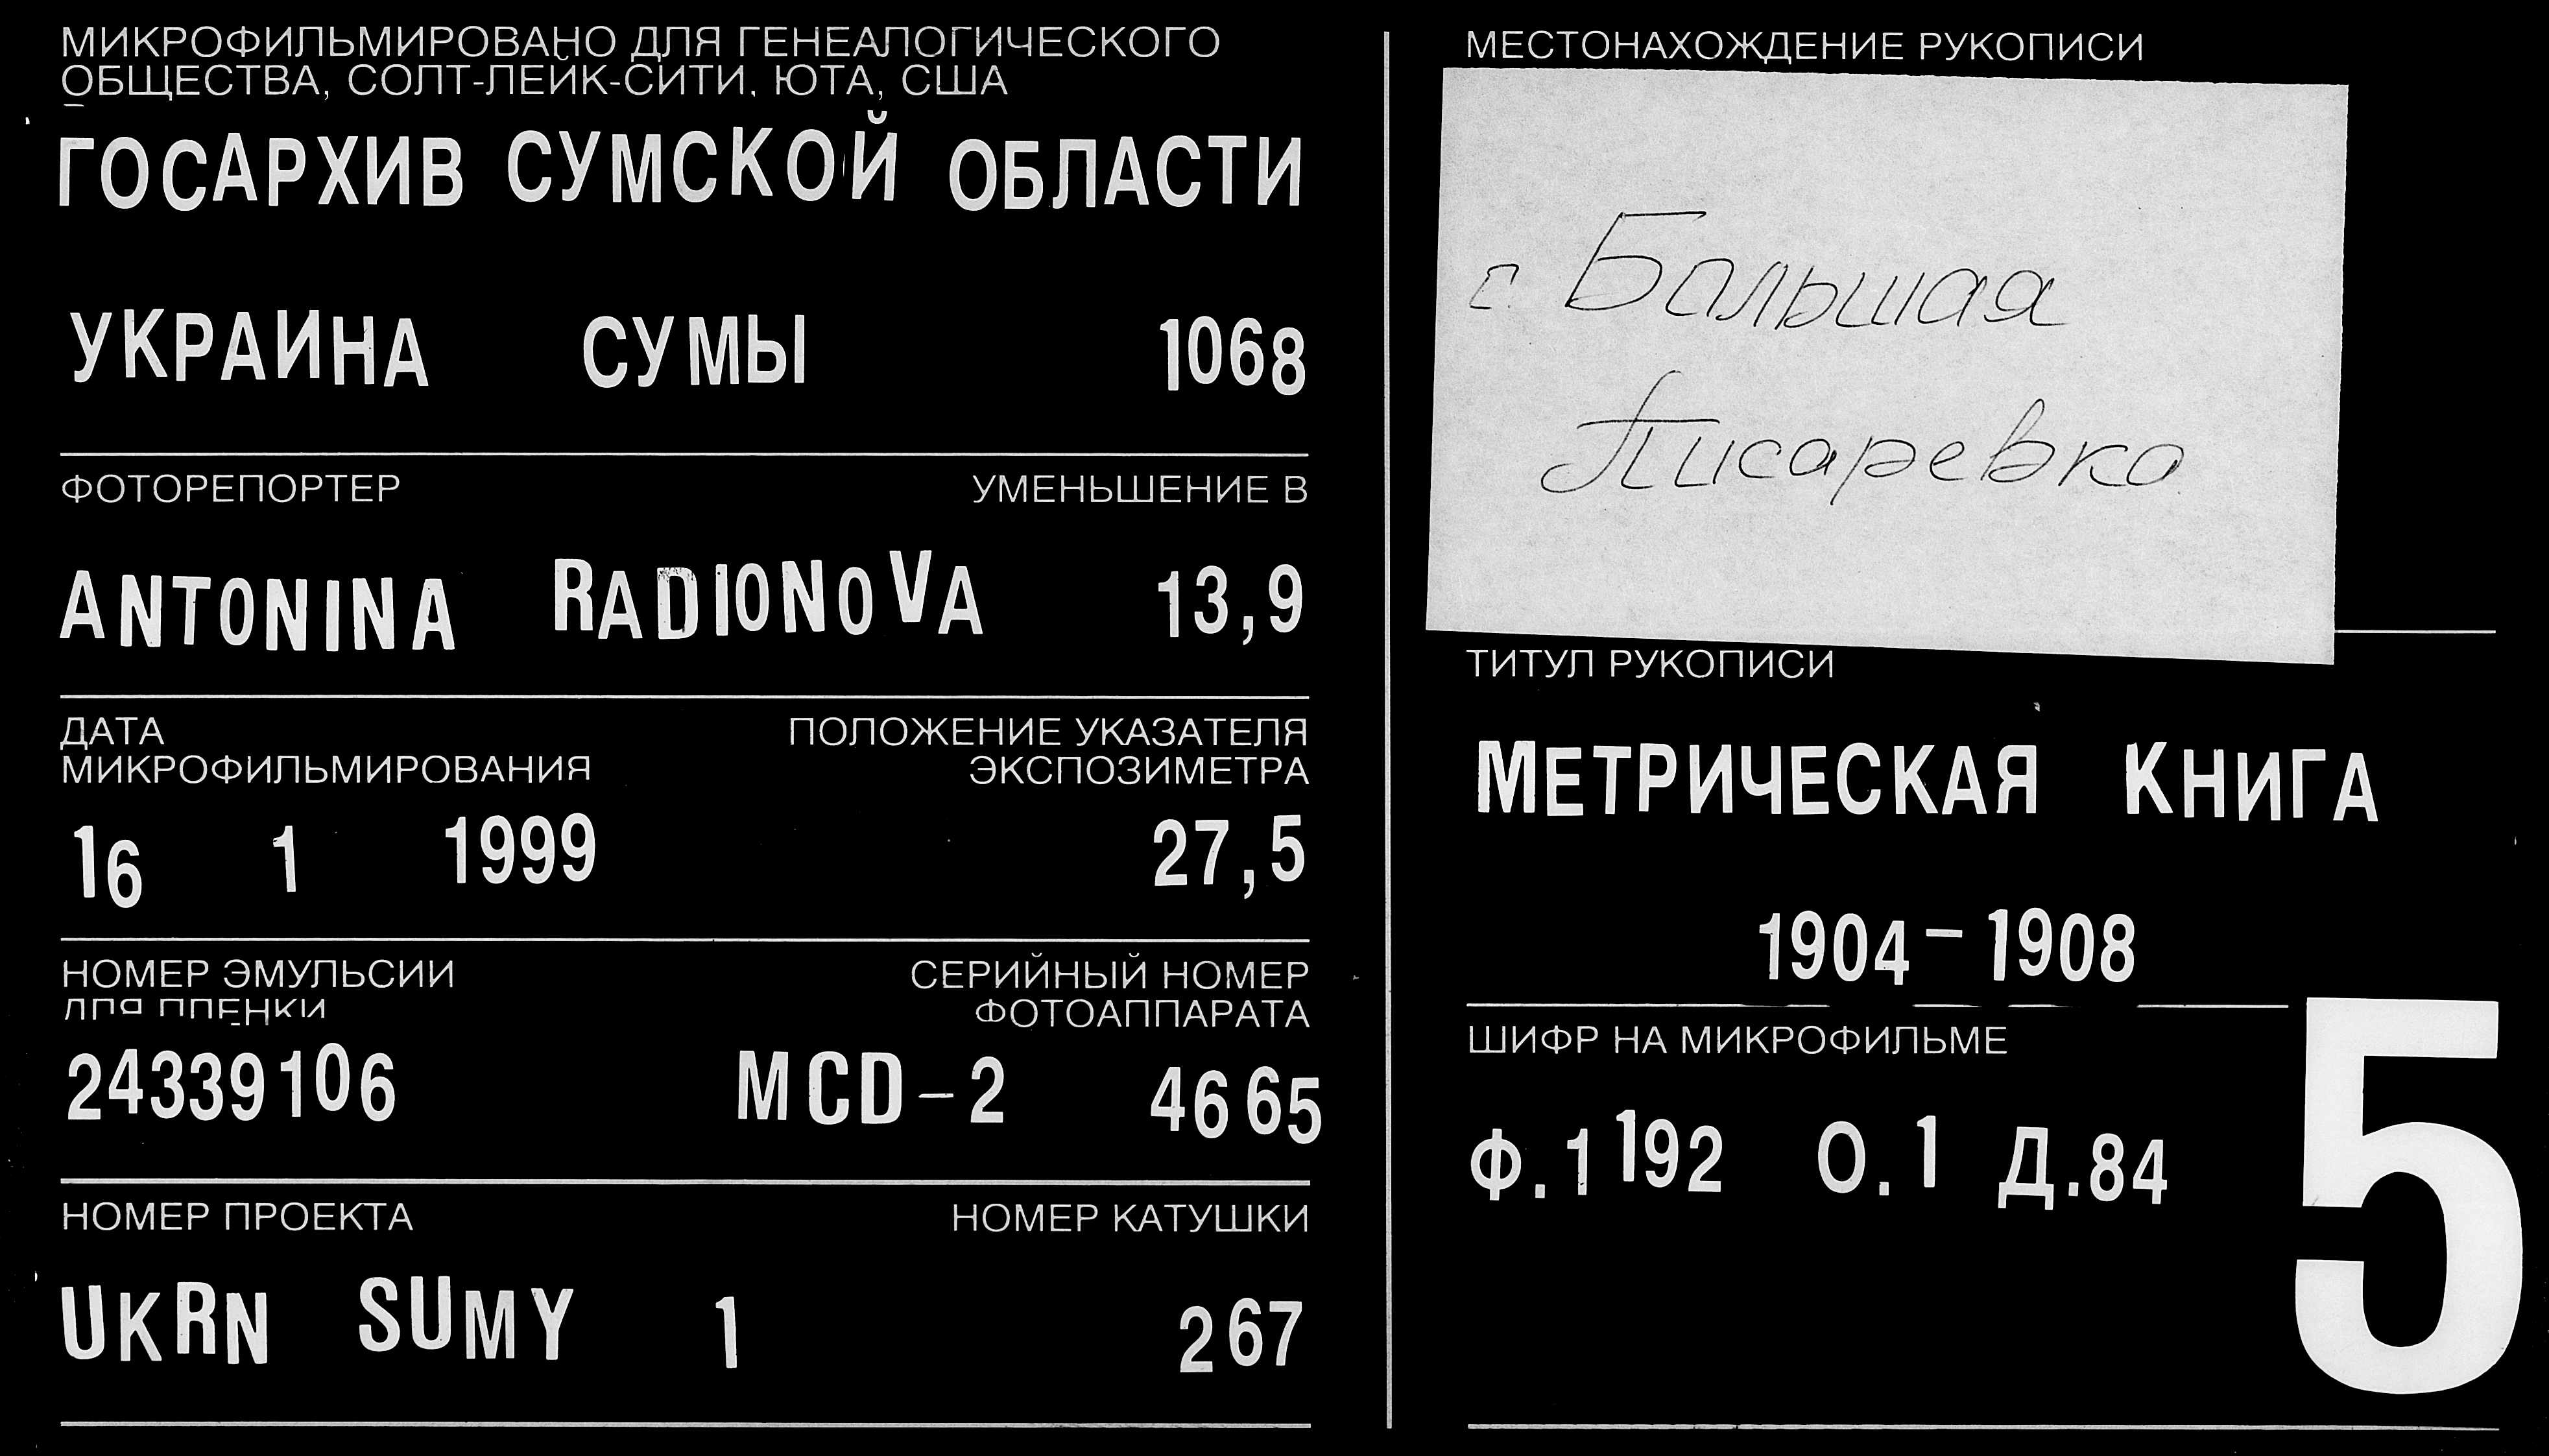 МИКРОФИЛЬМИРОВАНО ДЛЯ ГЕНЕАЛОГИЧЕСКОГО
ОБЩЕСТВА, СОЛТ-ЛЕЙК-СИТИ, ЮТА, США
ГОСАРХИВ СУМСКОЙ ОБЛАСТИ
УКРАИНА СУМЫ 1068
ФОТОРЕПОРТЕР УМЕНЬШЕНИЕ В
ANTONINA RADIONOVA 13,9
ДАТА ПОЛОЖЕНИЕ УКАЗАТЕЛЯ
МИКРОФИЛЬМИРОВАНИЯ ЭКСПОЗИМЕТРА
16 1 1999 27,5
НОМЕР ЭМУЛЬСИИ СЕРИЙНЫЙ НОМЕР
ДЛЯ ПЛЕНКИ ФОТОАППАРАТА
24339106 MCD-2 4665
НОМЕР ПРОЕКТА НОМЕР КАТУШКИ
UKRN SUMY 1 267
МЕСТОНАХОЖДЕНИЕ РУКОПИСИ
с. Большая
Писаревка
ТИТУЛ РУКОПИСИ
МЕТРИЧЕСКАЯ КНИГА
1904-1908
ШИФР НА МИКРОФИЛЬМЕ
Ф.1192 О.1 Д.84
5